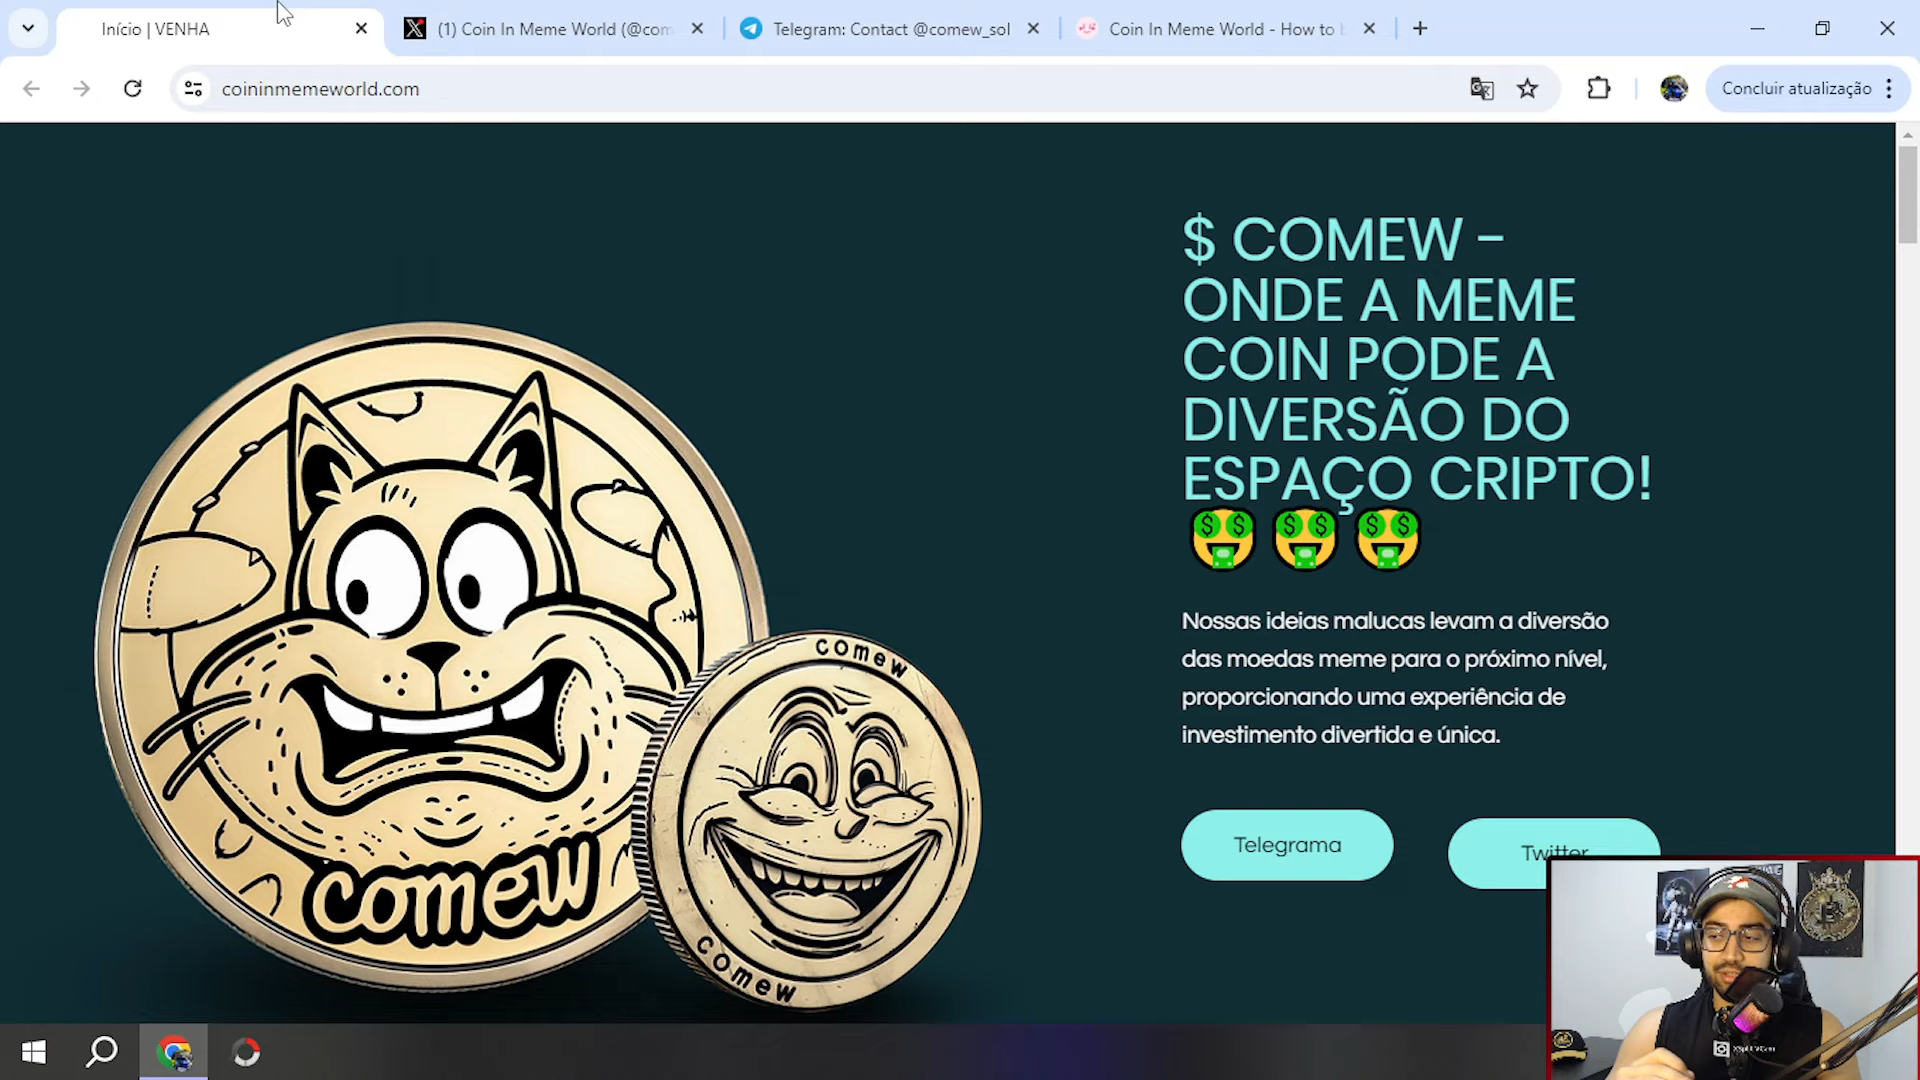 Início | VENHA
(1) Coin In Meme World (@com
Telegram: Contact @comew_sol
Coin In Meme World - How to b
coininmemeworld.com
Concluir atualização
$ COMEW -
ONDE A MEME
COIN PODE A
DIVERSÃO DO
ESPAÇO CRIPTO!
Nossas ideias malucas levam a diversão
das moedas meme para o próximo nível,
proporcionando uma experiência de
investimento divertida e única.
Telegrama
Twitter
comew
comew
comew